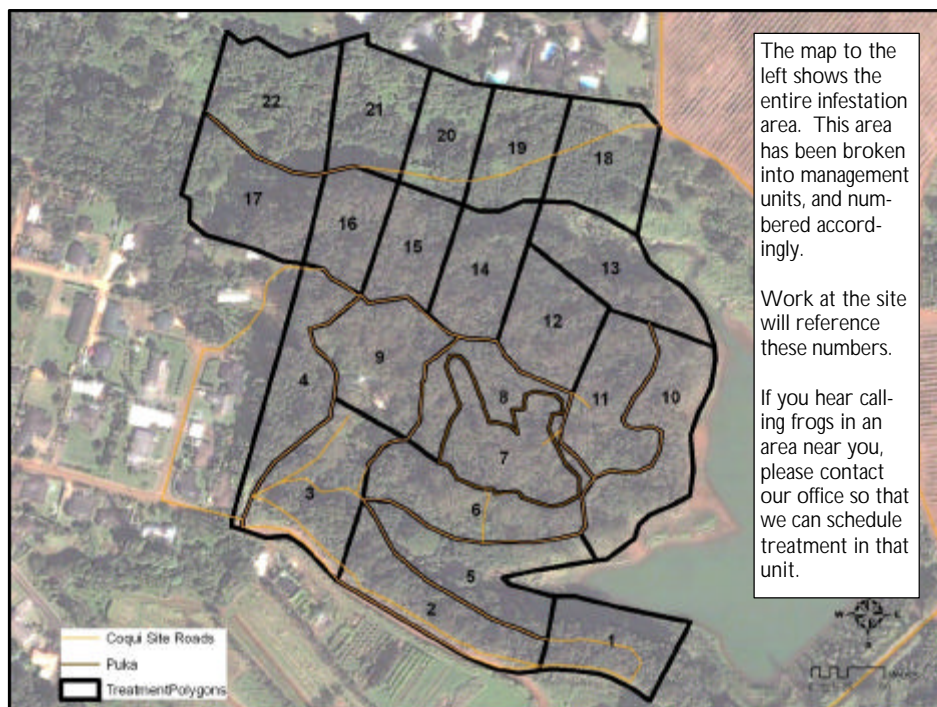 22
21
20
19
18
17
16
15
14
13
12
11
10
9
8
7
6
5
4
3
2
1
The map to the
left shows the
entire infestation
area. This area
has been broken
into management
units, and num-
bered accord-
ingly.
Work at the site
will reference
these numbers.
If you hear call-
ing frogs in an
area near you,
please contact
our office so that
we can schedule
treatment in that
unit.
Coqui Site Roads
Puka
TreatmentPolygons
N
W
E
S